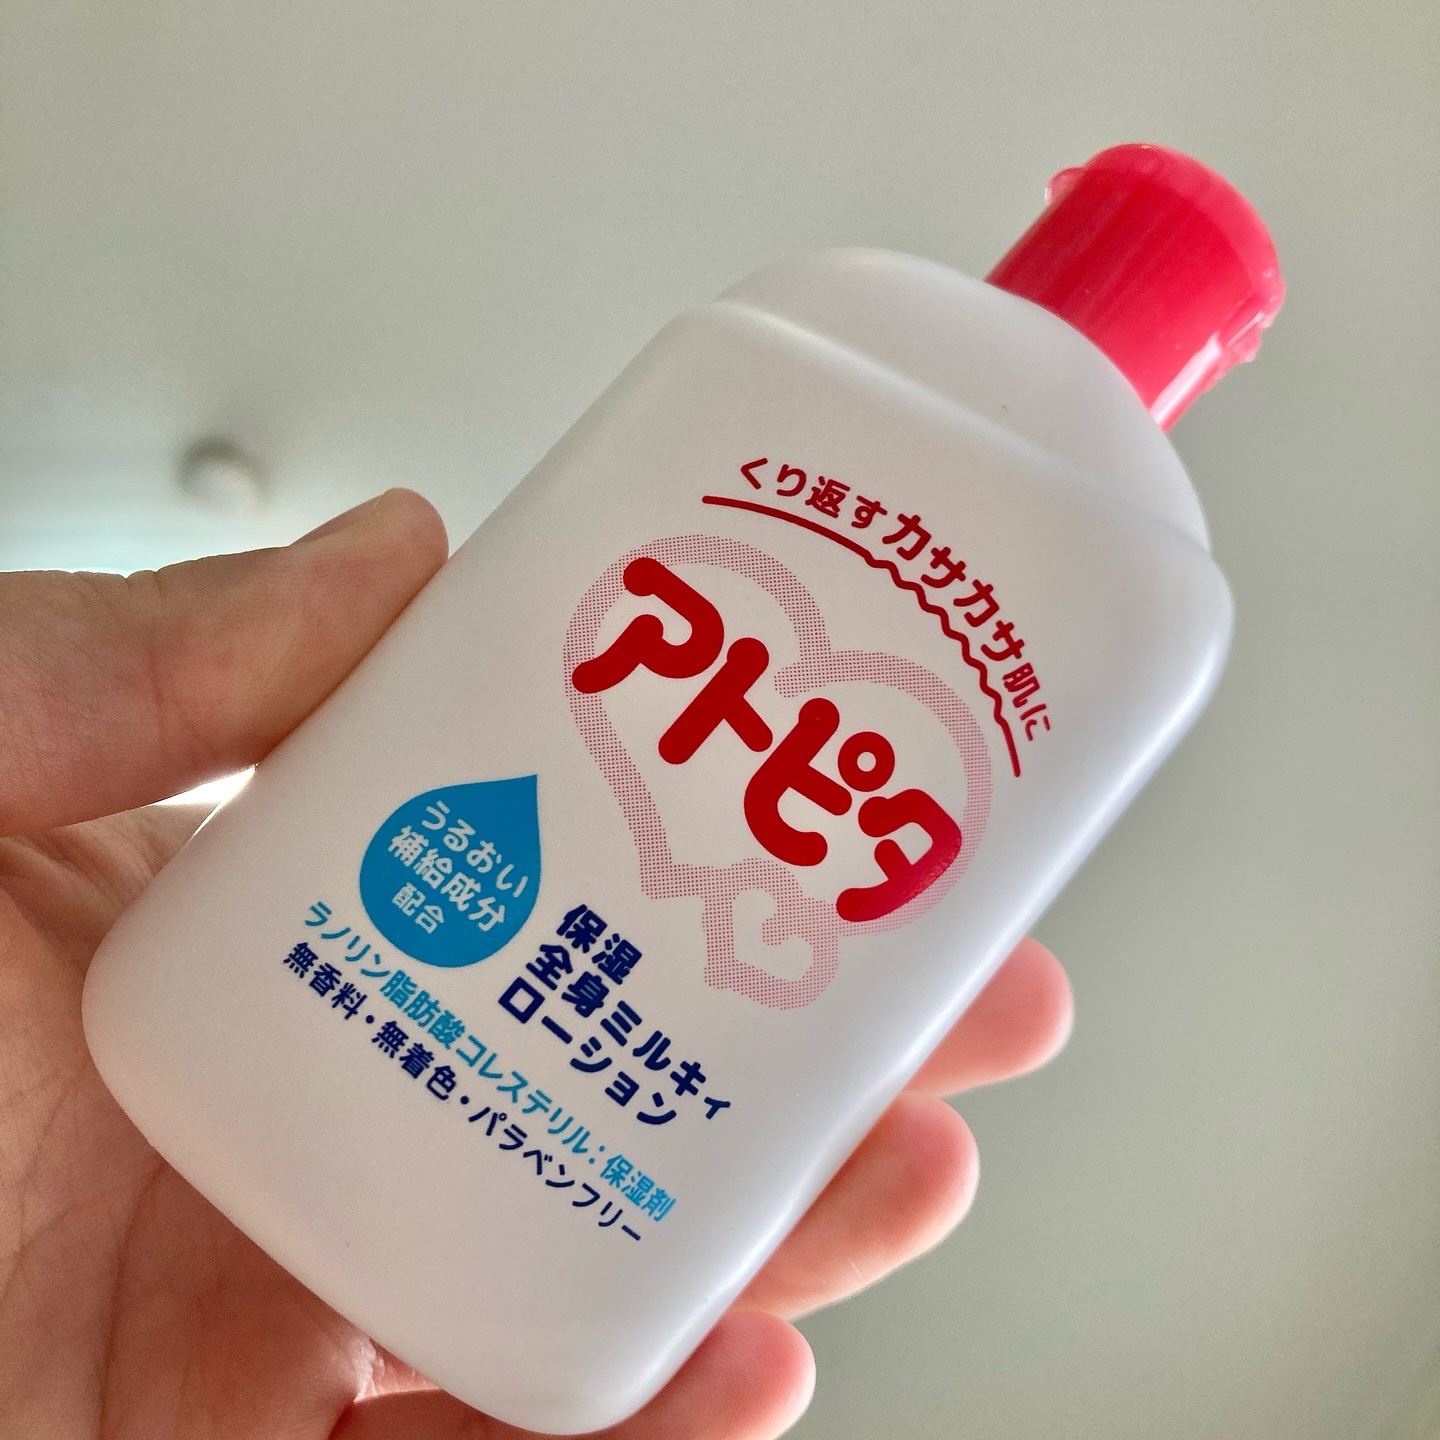 くり返すカサカサ肌に
アトピタ
うるおい
補給成分
配合
保湿
全身ミルキィ
ローション
ラノリン脂肪酸コレステリル：保湿剤
無香料・無着色・パラベンフリー